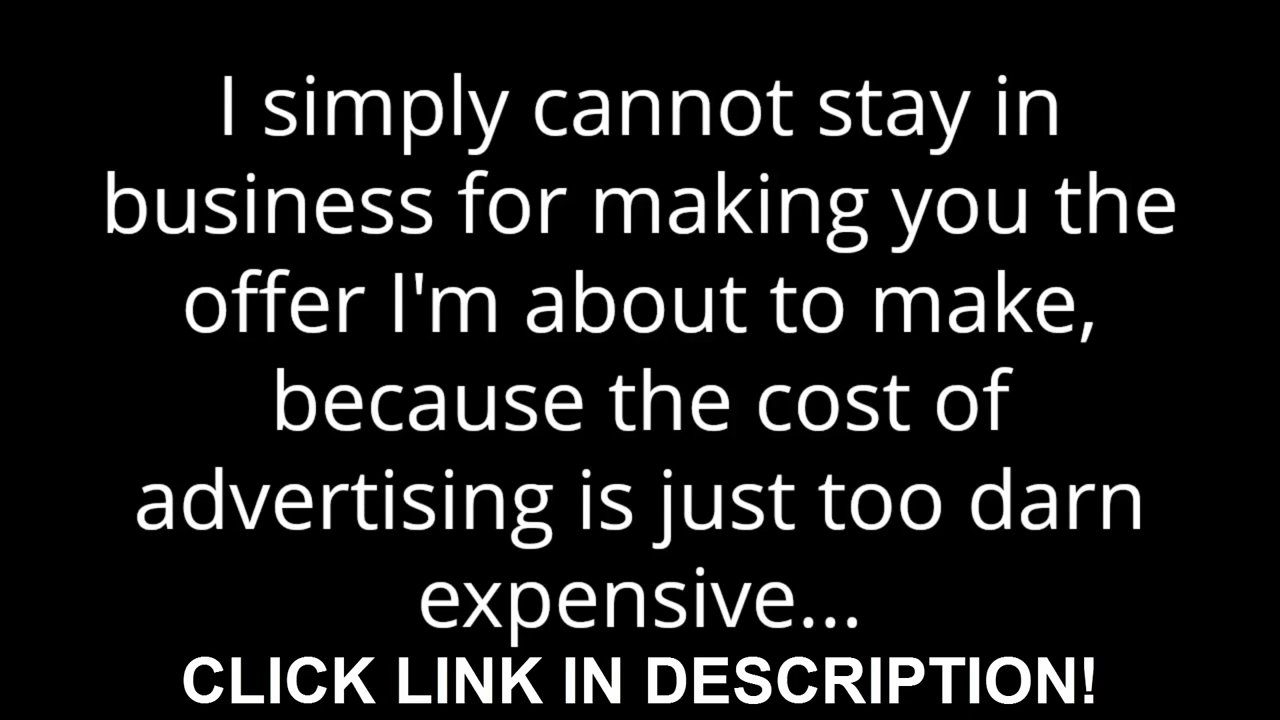 I simply cannot stay in
business for making you the
offer I'm about to make,
because the cost of
advertising is just too darn
expensive...
CLICK LINK IN DESCRIPTION!